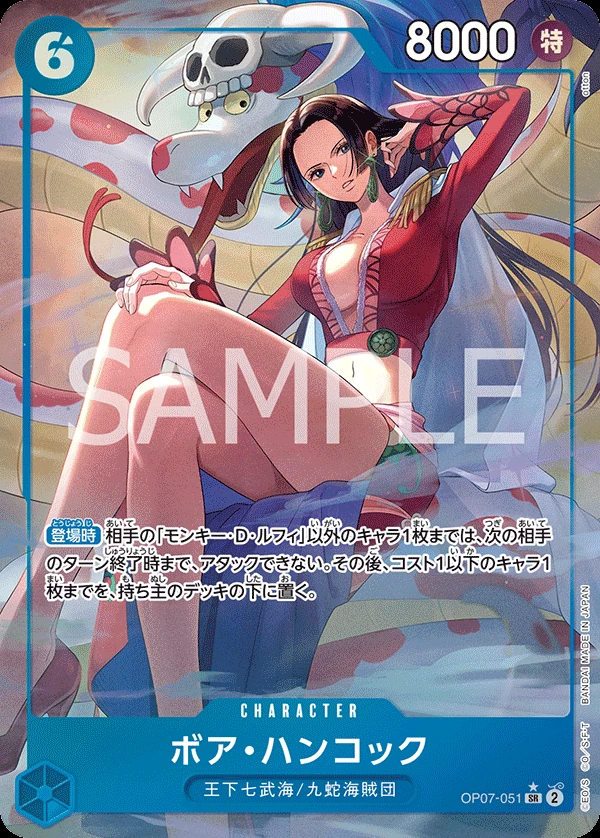 6
8000
特
otton
SAMPLE
登場時 相手の「モンキー・D・ルフィ」以外のキャラ1枚までは、次の相手
のターン終了時まで、アタックできない。その後、コスト1以下のキャラ1
枚までを、持ち主のデッキの下に置く。
CHARACTER
ボア・ハンコック
王下七武海/九蛇海賊団
OP07-051 SR 2
©E.O/S. ©O/S・F・T BANDAI MADE IN JAPAN